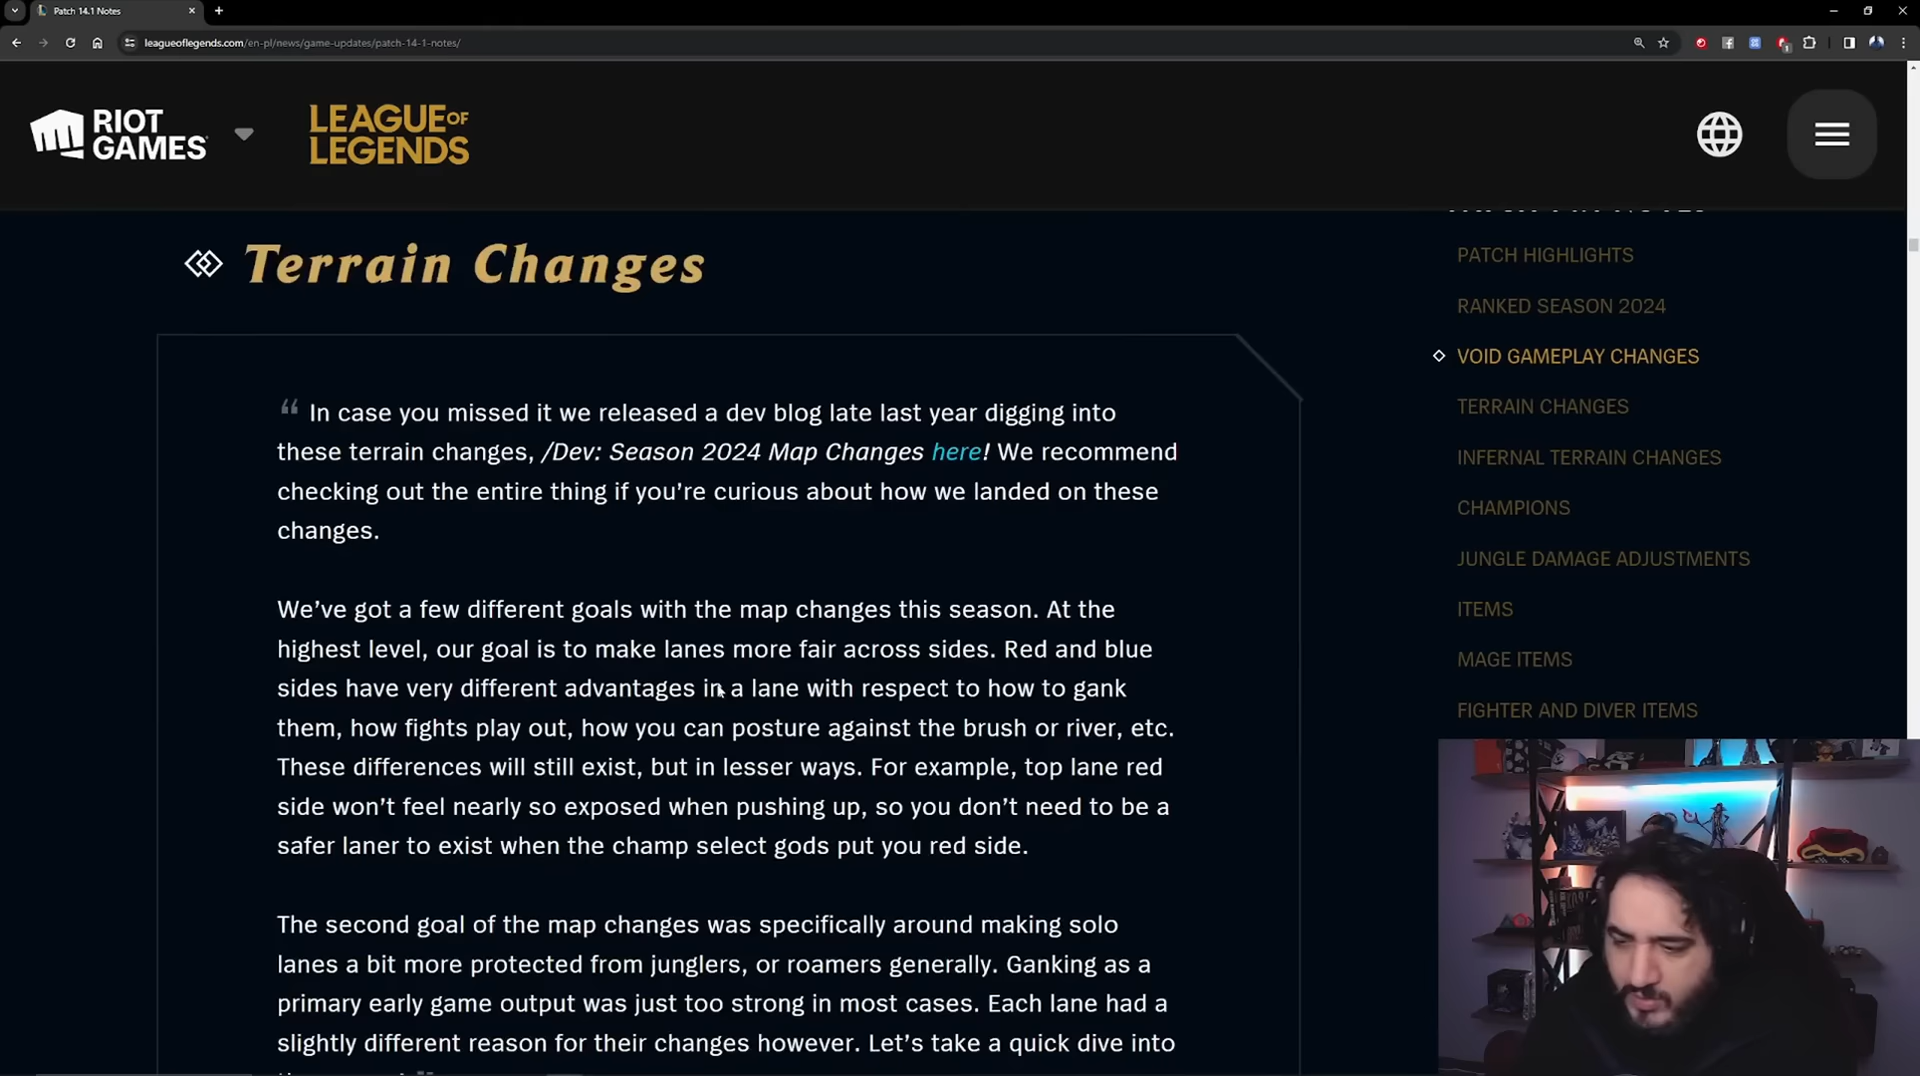 Patch 14.1 Notes
leagueoflegends.com/en-pl/news/game-updates/patch-14-1-notes/
RIOT
GAMES
LEAGUE OF
LEGENDS
Terrain Changes
“ In case you missed it we released a dev blog late last year digging into
these terrain changes, /Dev: Season 2024 Map Changes here! We recommend
checking out the entire thing if you’re curious about how we landed on these
changes.
We’ve got a few different goals with the map changes this season. At the
highest level, our goal is to make lanes more fair across sides. Red and blue
sides have very different advantages in a lane with respect to how to gank
them, how fights play out, how you can posture against the brush or river, etc.
These differences will still exist, but in lesser ways. For example, top lane red
side won’t feel nearly so exposed when pushing up, so you don’t need to be a
safer laner to exist when the champ select gods put you red side.
The second goal of the map changes was specifically around making solo
lanes a bit more protected from junglers, or roamers generally. Ganking as a
primary early game output was just too strong in most cases. Each lane had a
slightly different reason for their changes however. Let’s take a quick dive into
PATCH HIGHLIGHTS
RANKED SEASON 2024
VOID GAMEPLAY CHANGES
TERRAIN CHANGES
INFERNAL TERRAIN CHANGES
CHAMPIONS
JUNGLE DAMAGE ADJUSTMENTS
ITEMS
MAGE ITEMS
FIGHTER AND DIVER ITEMS